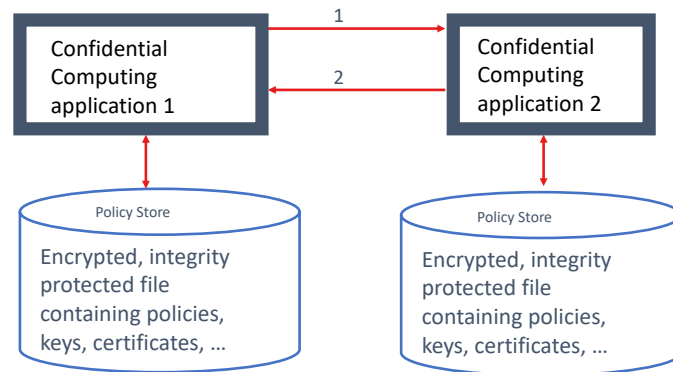 1
Confidential
Computing
application 1
Confidential
Computing
application 2
2
Policy Store
Encrypted, integrity
protected file
containing policies,
keys, certificates, ...
Policy Store
Encrypted, integrity
protected file
containing policies,
keys, certificates, ...